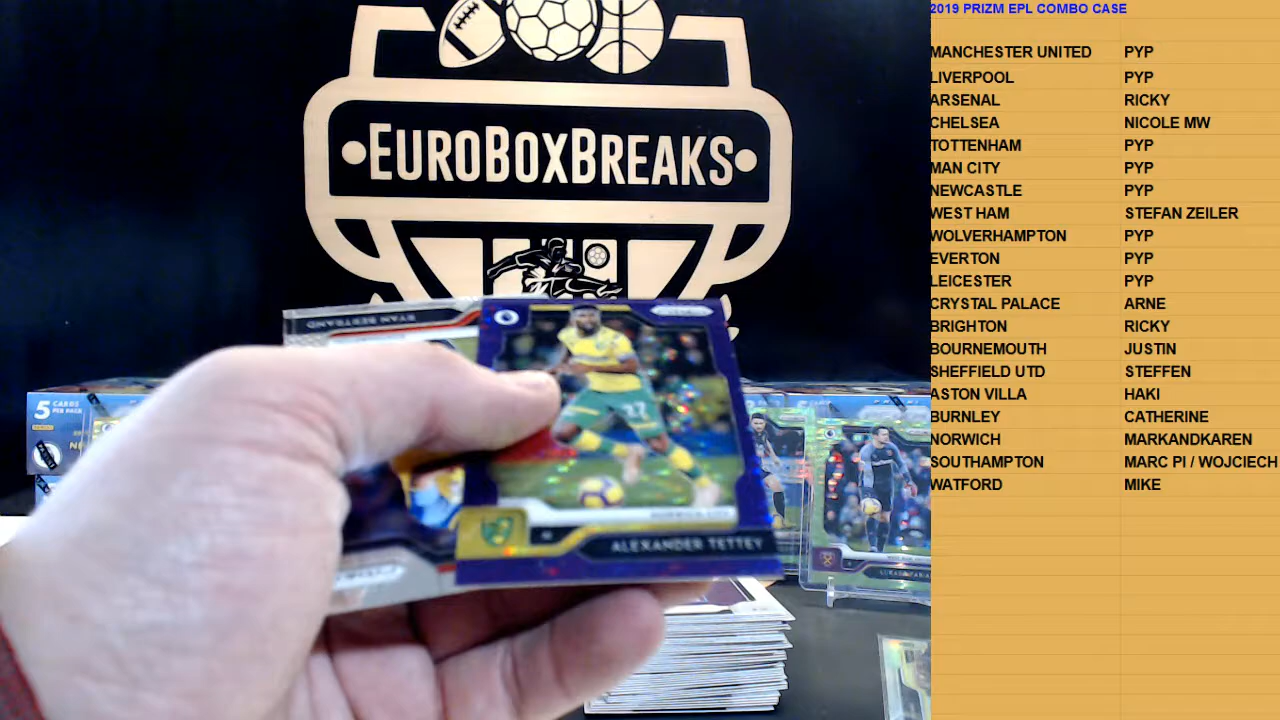 EUROBOXBREAKS
RYAN BERTRAND
ALEXANDER TETTEY
5 CARDS
PER PACK
2019 PRIZM EPL COMBO CASE
MANCHESTER UNITED PYP
LIVERPOOL PYP
ARSENAL RICKY
CHELSEA NICOLE MW
TOTTENHAM PYP
MAN CITY PYP
NEWCASTLE PYP
WEST HAM STEFAN ZEILER
WOLVERHAMPTON PYP
EVERTON PYP
LEICESTER PYP
CRYSTAL PALACE ARNE
BRIGHTON RICKY
BOURNEMOUTH JUSTIN
SHEFFIELD UTD STEFFEN
ASTON VILLA HAKI
BURNLEY CATHERINE
NORWICH MARKANDKAREN
SOUTHAMPTON MARC PI / WOJCIECH
WATFORD MIKE